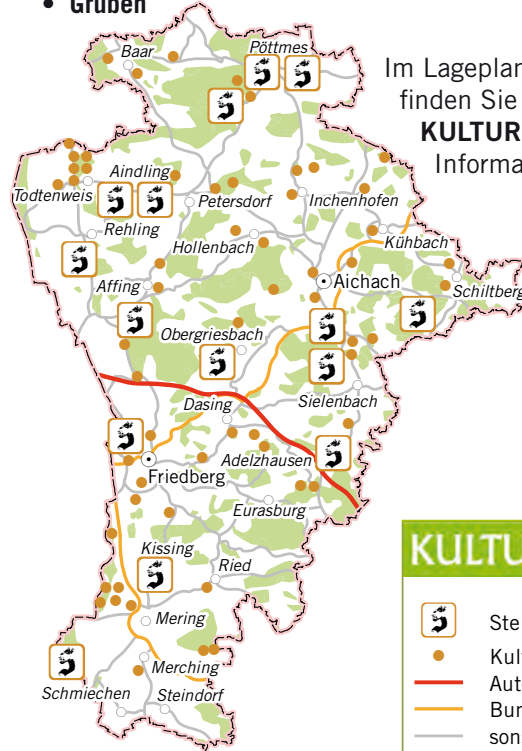 • Gruben
Im Lageplan
finden Sie
KULTUR
Informa
Baar
Pöttmes
Aindling
Todtenweis
Petersdorf
Inchenhofen
Rehling
Hollenbach
Kühbach
Affing
Aichach
Schiltberg
Obergriesbach
Dasing
Sielenbach
Adelzhausen
Friedberg
Eurasburg
Kissing
Ried
Mering
Merching
Schmiechen
Steindorf
KULTU
Ste
Kul
Aut
Bun
son